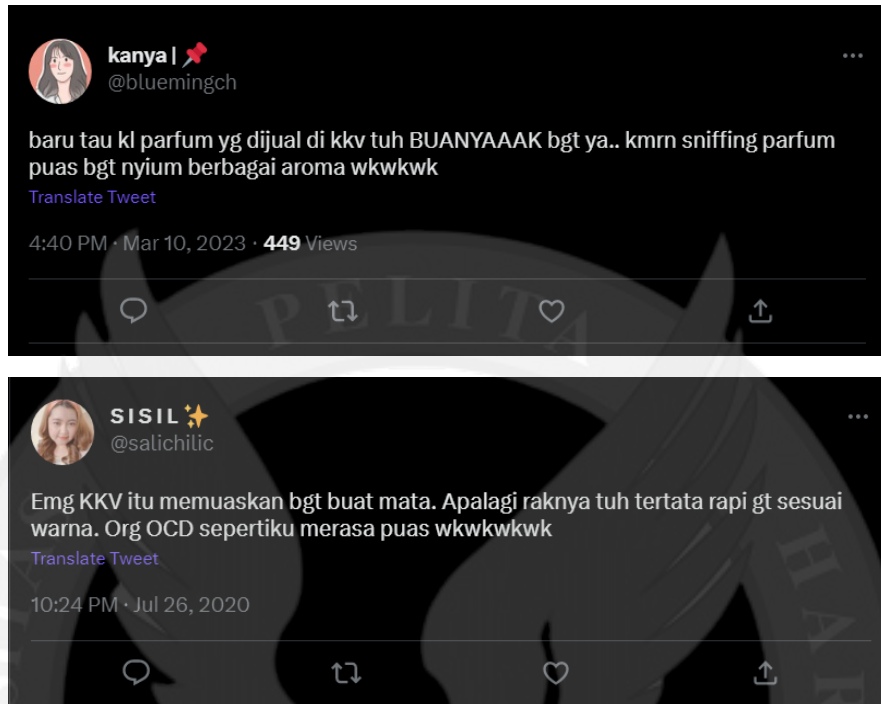 kanya | 📌
@bluemingch
baru tau kl parfum yg dijual di kkv tuh BUANYAAAK bgt ya.. kmrn sniffing parfum
puas bgt nyium berbagai aroma wkwkwk
Translate Tweet
4:40 PM · Mar 10, 2023 · 449 Views
PELITA
S I S I L ✨
@salichilic
Emg KKV itu memuaskan bgt buat mata. Apalagi raknya tuh tertata rapi gt sesuai
warna. Org OCD sepertiku merasa puas wkwkwkwk
Translate Tweet
10:24 PM · Jul 26, 2020
HAR